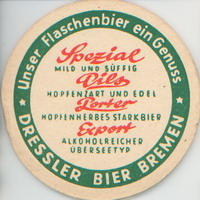 Unser Flaschenbier ein Genuss
Spezial
MILD UND SÜFFIG
Pils
HOPFENZART UND EDEL
Porter
HOPFENHERBES STARKBIER
Export
ALKOHOLREICHER
ÜBERSEETYP
DRESSLER BIER BREMEN